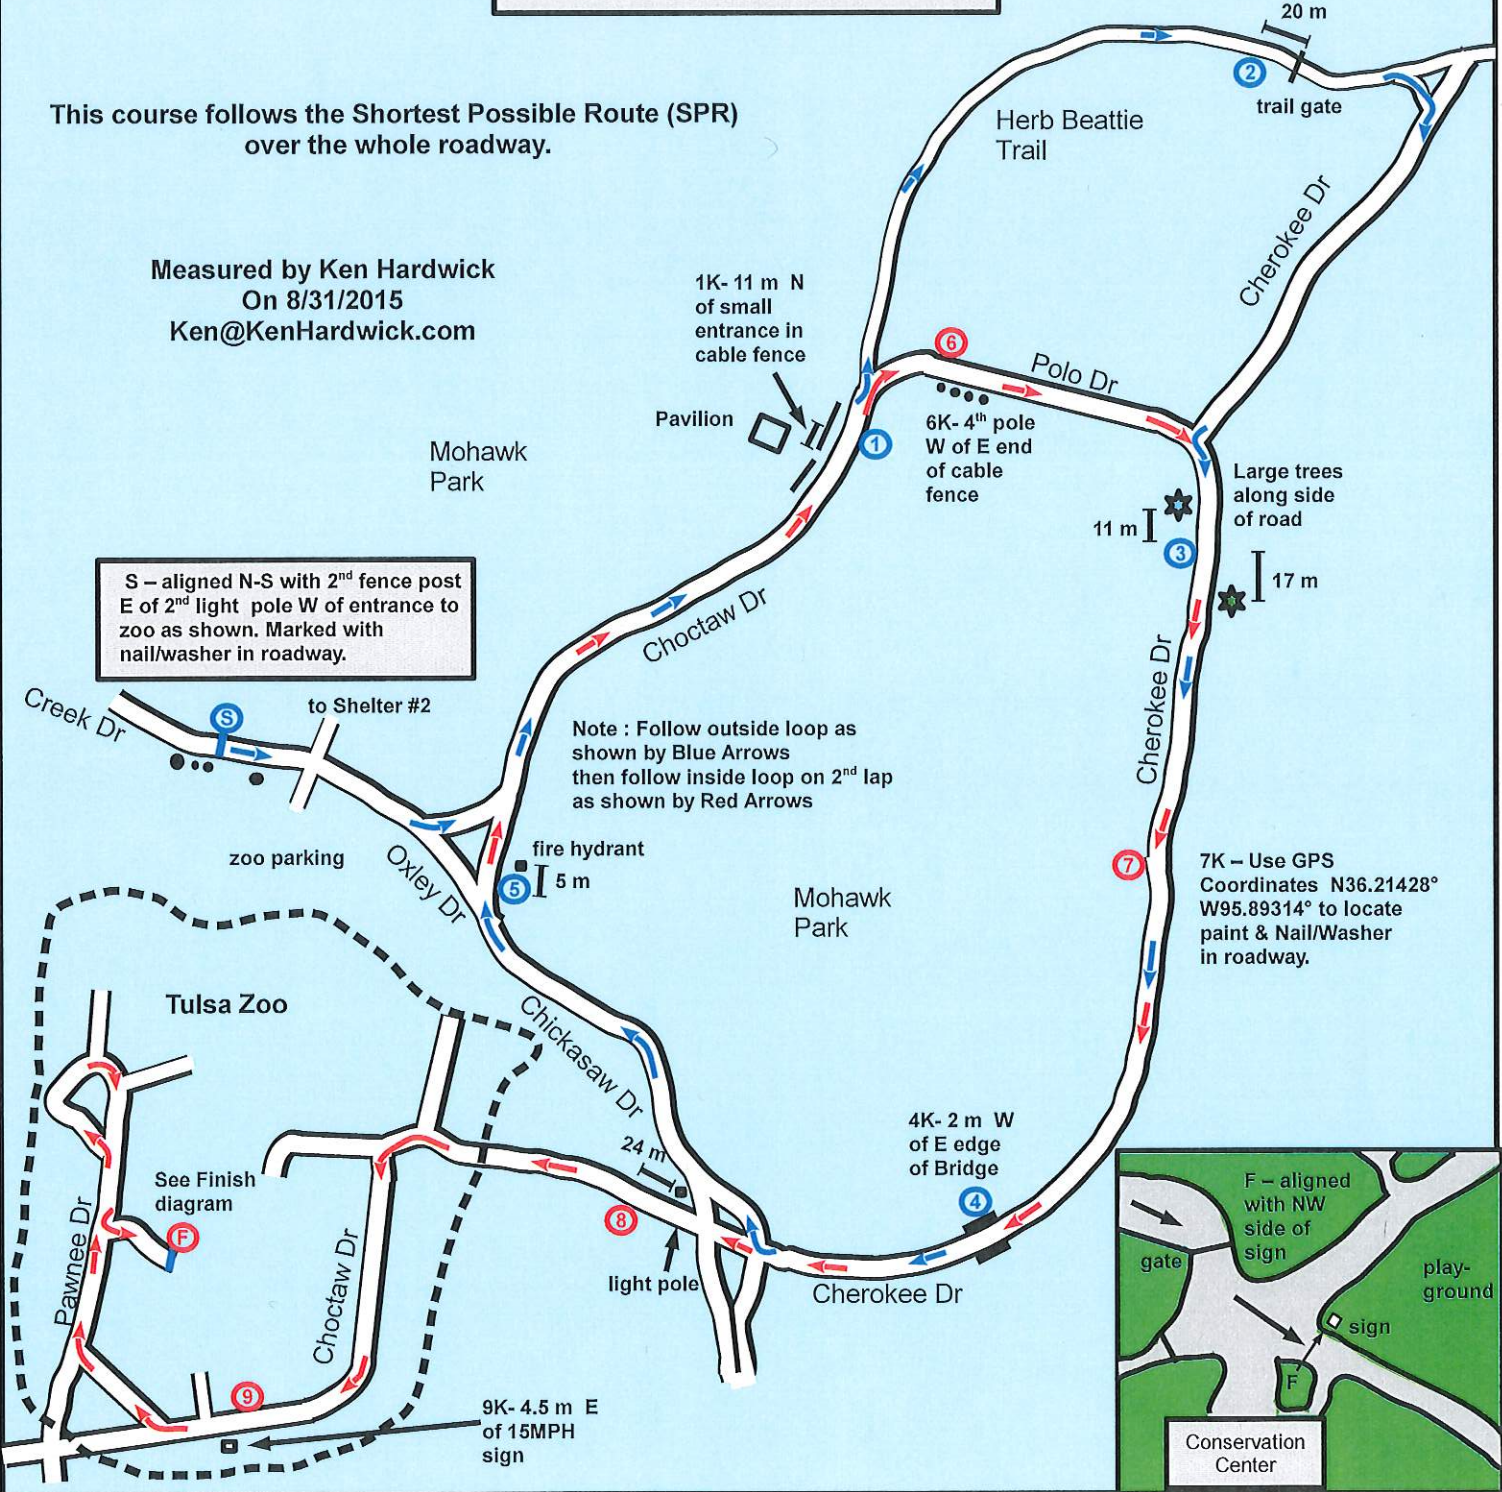 20 m
2
trail gate
This course follows the Shortest Possible Route (SPR)
over the whole roadway.
Herb Beattie
Trail
Cherokee Dr
Measured by Ken Hardwick
On 8/31/2015
Ken@KenHardwick.com
1K- 11 m N
of small
entrance in
cable fence
Pavilion
1
6
Polo Dr
6K- 4th pole
W of E end
of cable
fence
Mohawk
Park
Large trees
along side
of road
11 m
3
17 m
S – aligned N-S with 2nd fence post
E of 2nd light pole W of entrance to
zoo as shown. Marked with
nail/washer in roadway.
Choctaw Dr
Cherokee Dr
Creek Dr
S
to Shelter #2
Note : Follow outside loop as
shown by Blue Arrows
then follow inside loop on 2nd lap
as shown by Red Arrows
zoo parking
Oxley Dr
fire hydrant
5
5 m
Mohawk
Park
7
7K – Use GPS
Coordinates N36.21428°
W95.89314° to locate
paint & Nail/Washer
in roadway.
Tulsa Zoo
Chickasaw Dr
4K- 2 m W
of E edge
of Bridge
4
24 m
8
light pole
Cherokee Dr
See Finish
diagram
F
Pawnee Dr
Choctaw Dr
9
9K- 4.5 m E
of 15MPH
sign
F – aligned
with NW
side of
sign
gate
play-
ground
sign
F
Conservation
Center